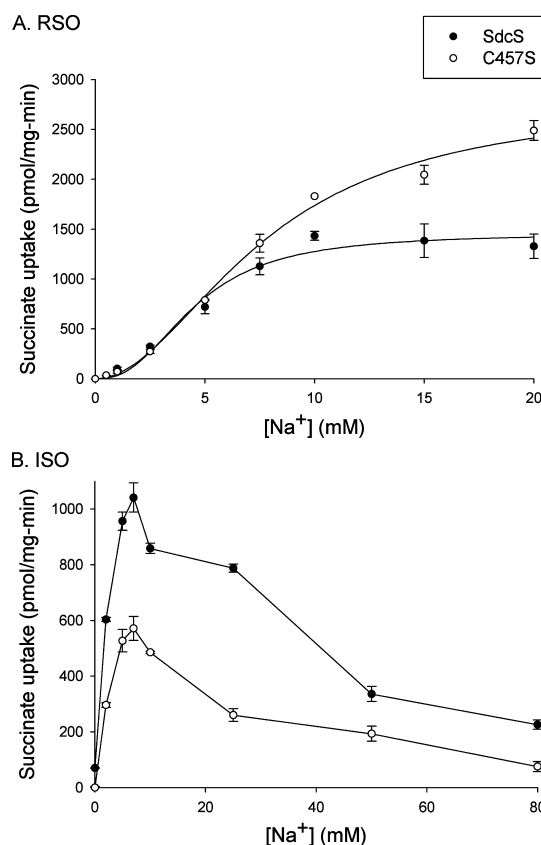 A. RSO
SdcS
C457S
Succinate uptake (pmol/mg-min)
3000
2500
2000
1500
1000
500
0
0 5 10 15 20
[Na+] (mM)
B. ISO
Succinate uptake (pmol/mg-min)
1000
800
600
400
200
0
0 20 40 60 80
[Na+] (mM)